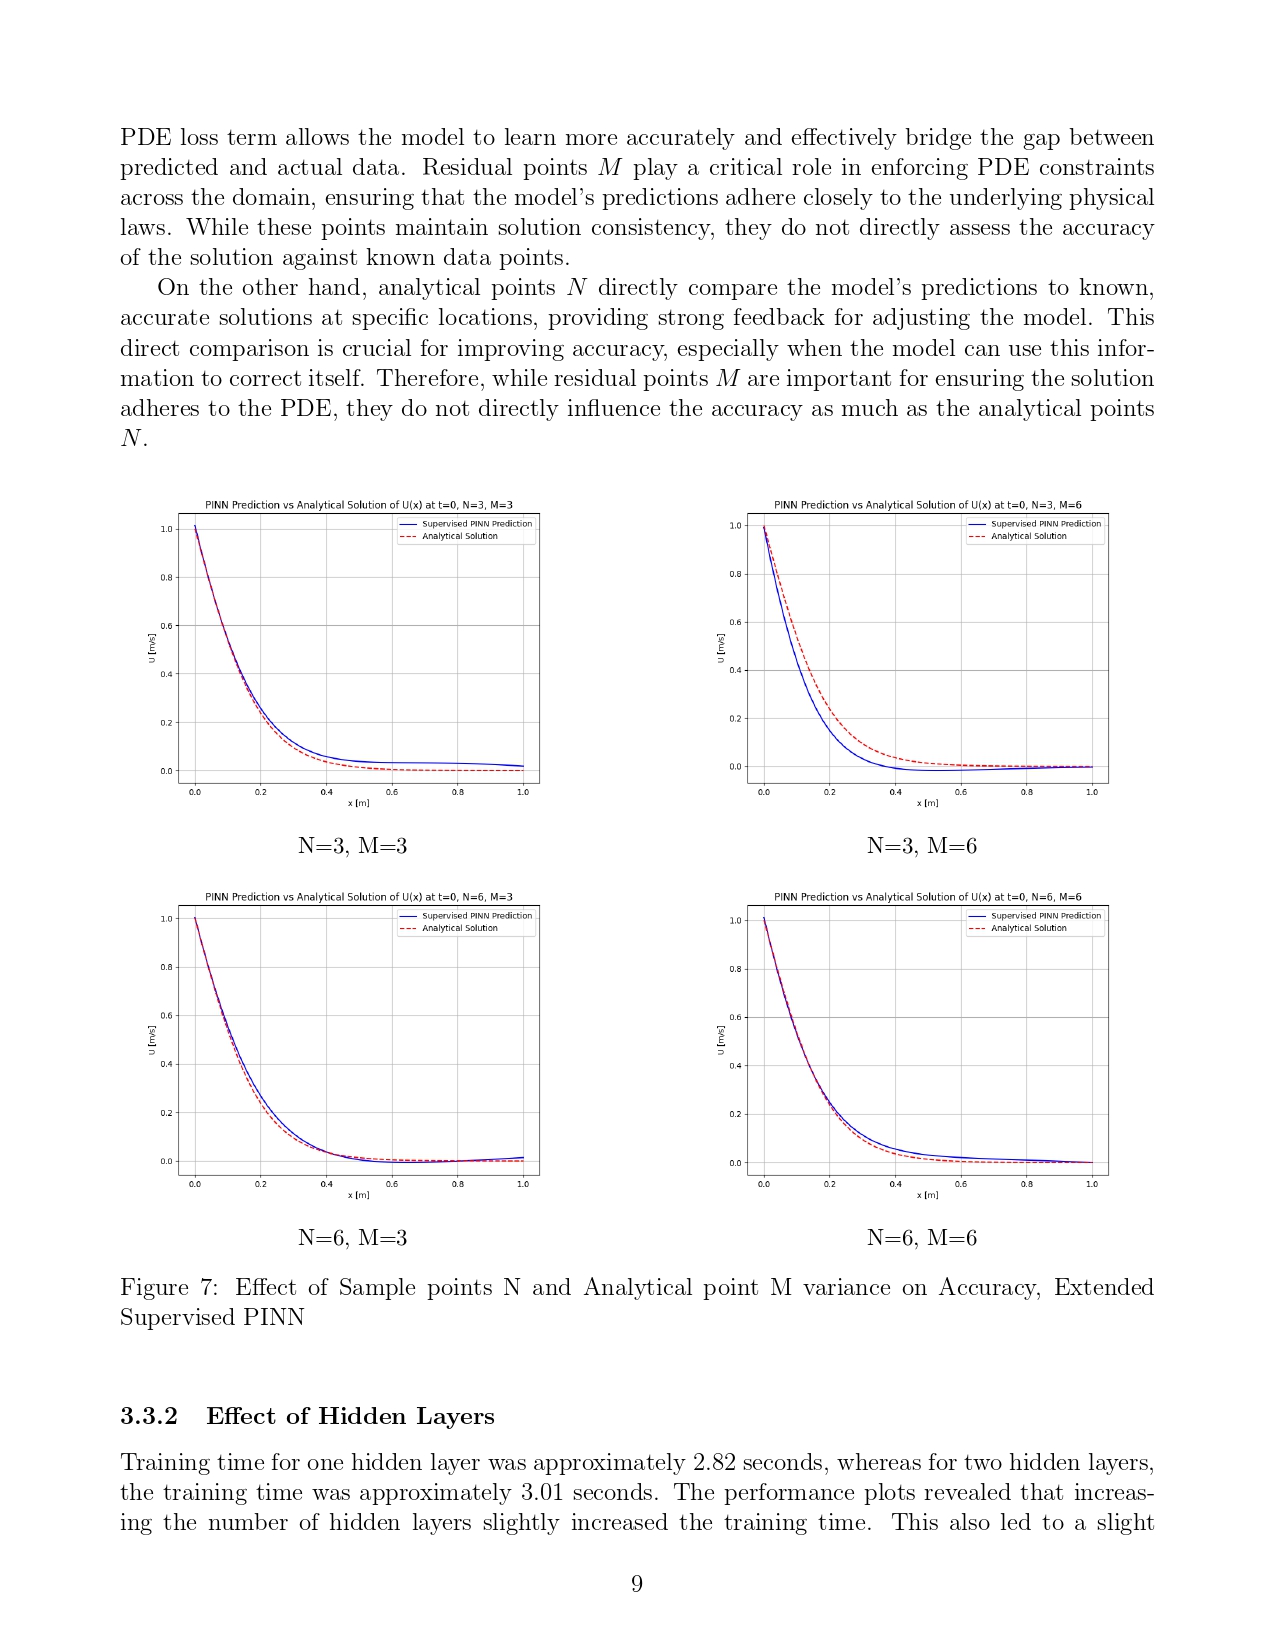 PDE loss term allows the model to learn more accurately and effectively bridge the gap between
predicted and actual data. Residual points M play a critical role in enforcing PDE constraints
across the domain, ensuring that the model's predictions adhere closely to the underlying physical
laws. While these points maintain solution consistency, they do not directly assess the accuracy
of the solution against known data points.
On the other hand, analytical points N directly compare the model's predictions to known,
accurate solutions at specific locations, providing strong feedback for adjusting the model. This
direct comparison is crucial for improving accuracy, especially when the model can use this infor-
mation to correct itself. Therefore, while residual points M are important for ensuring the solution
adheres to the PDE, they do not directly influence the accuracy as much as the analytical points
N.
PINN Prediction vs Analytical Solution of U(x) at t=0, N=3, M=3
Supervised PINN Prediction
Analytical Solution
1.0
0.8
0.6
0.4
0.2
0.0
U [m/s]
0.0 0.2 0.4 0.6 0.8 1.0
x [m]
N=3, M=3
PINN Prediction vs Analytical Solution of U(x) at t=0, N=3, M=6
Supervised PINN Prediction
Analytical Solution
1.0
0.8
0.6
0.4
0.2
0.0
U [m/s]
0.0 0.2 0.4 0.6 0.8 1.0
x [m]
N=3, M=6
PINN Prediction vs Analytical Solution of U(x) at t=0, N=6, M=3
Supervised PINN Prediction
Analytical Solution
1.0
0.8
0.6
0.4
0.2
0.0
U [m/s]
0.0 0.2 0.4 0.6 0.8 1.0
x [m]
N=6, M=3
PINN Prediction vs Analytical Solution of U(x) at t=0, N=6, M=6
Supervised PINN Prediction
Analytical Solution
1.0
0.8
0.6
0.4
0.2
0.0
U [m/s]
0.0 0.2 0.4 0.6 0.8 1.0
x [m]
N=6, M=6
Figure 7: Effect of Sample points N and Analytical point M variance on Accuracy, Extended
Supervised PINN
3.3.2 Effect of Hidden Layers
Training time for one hidden layer was approximately 2.82 seconds, whereas for two hidden layers,
the training time was approximately 3.01 seconds. The performance plots revealed that increas-
ing the number of hidden layers slightly increased the training time. This also led to a slight
9